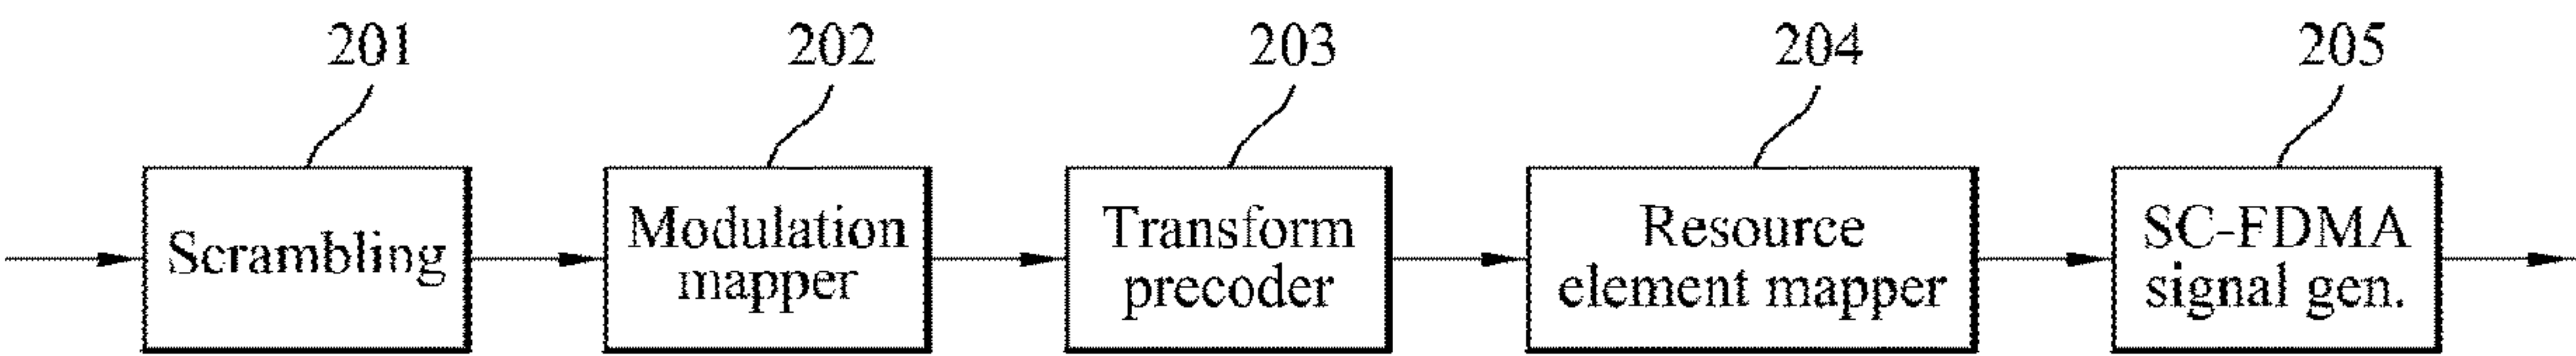 201
202
203
204
205
Scrambling
Modulation
mapper
Transform
precoder
Resource
element mapper
SC-FDMA
signal gen.